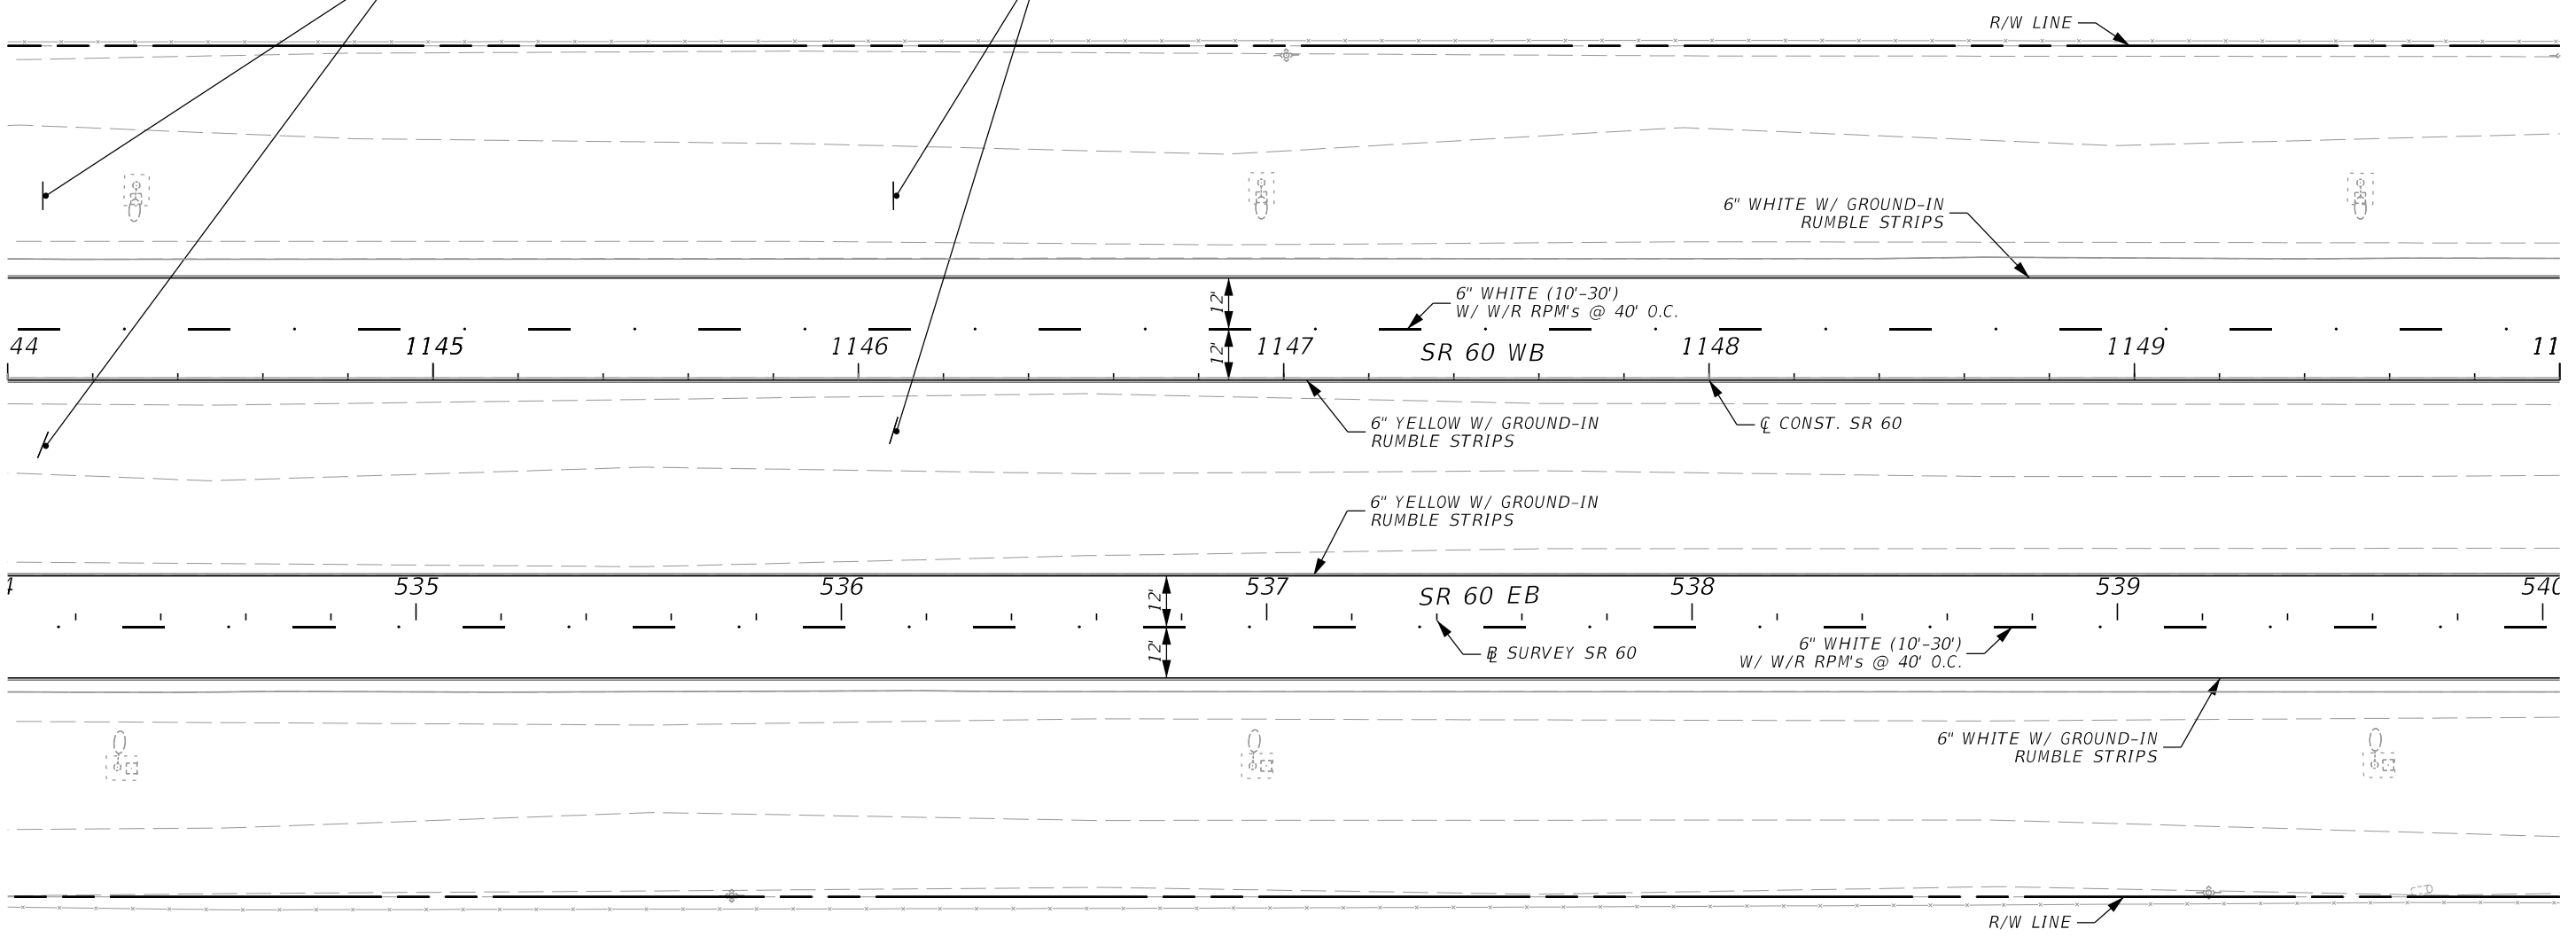 R/W LINE
6" WHITE W/ GROUND-IN
RUMBLE STRIPS
12'
6" WHITE (10'-30')
W/ W/R RPM's @ 40' O.C.
44
1145
1146
12'
1147
SR 60 WB
1148
1149
11
6" YELLOW W/ GROUND-IN
RUMBLE STRIPS
℄ CONST. SR 60
6" YELLOW W/ GROUND-IN
RUMBLE STRIPS
535
536
12'
537
SR 60 EB
538
539
540
12'
BL SURVEY SR 60
6" WHITE (10'-30')
W/ W/R RPM's @ 40' O.C.
6" WHITE W/ GROUND-IN
RUMBLE STRIPS
R/W LINE